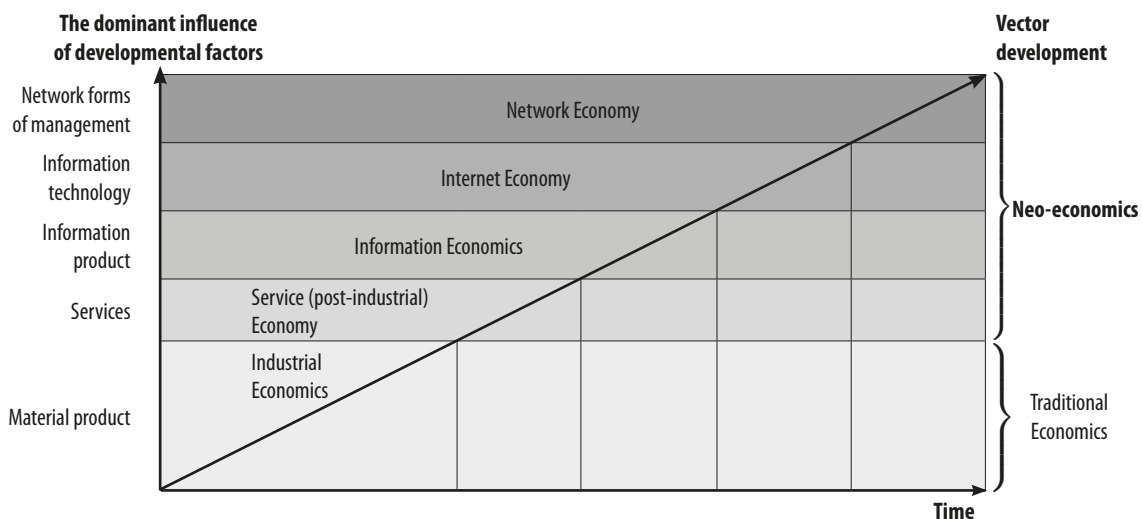 The dominant influence
of developmental factors
Vector
development
Network forms
of management
Network Economy
Information
technology
Internet Economy
Neo-economics
Information
product
Information Economics
Services
Service (post-industrial)
Economy
Industrial
Economics
Material product
Traditional
Economics
Time